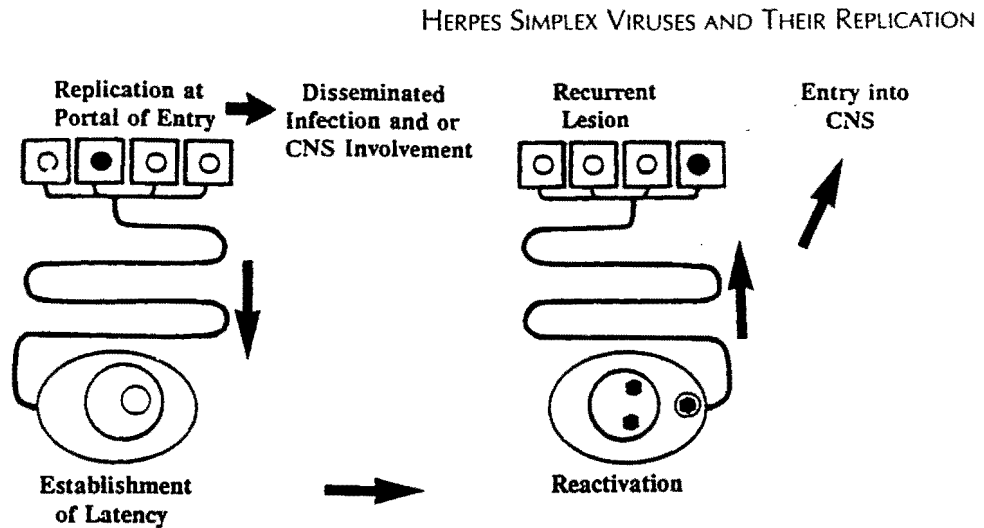 HERPES SIMPLEX VIRUSES AND THEIR REPLICATION
Replication at
Portal of Entry
Disseminated
Infection and or
CNS Involvement
Recurrent
Lesion
Entry into
CNS
Establishment
of Latency
Reactivation